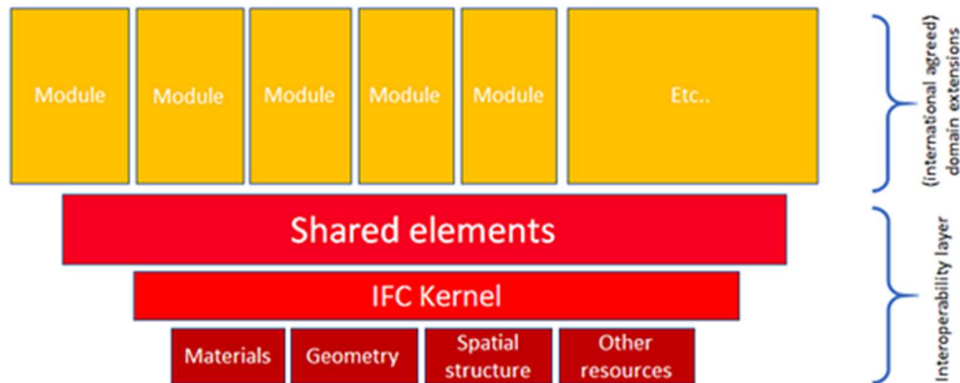 Module
Module
Module
Module
Module
Etc..
(international agreed)
domain extensions
Shared elements
IFC Kernel
Materials
Geometry
Spatial
structure
Other
resources
Interoperability layer